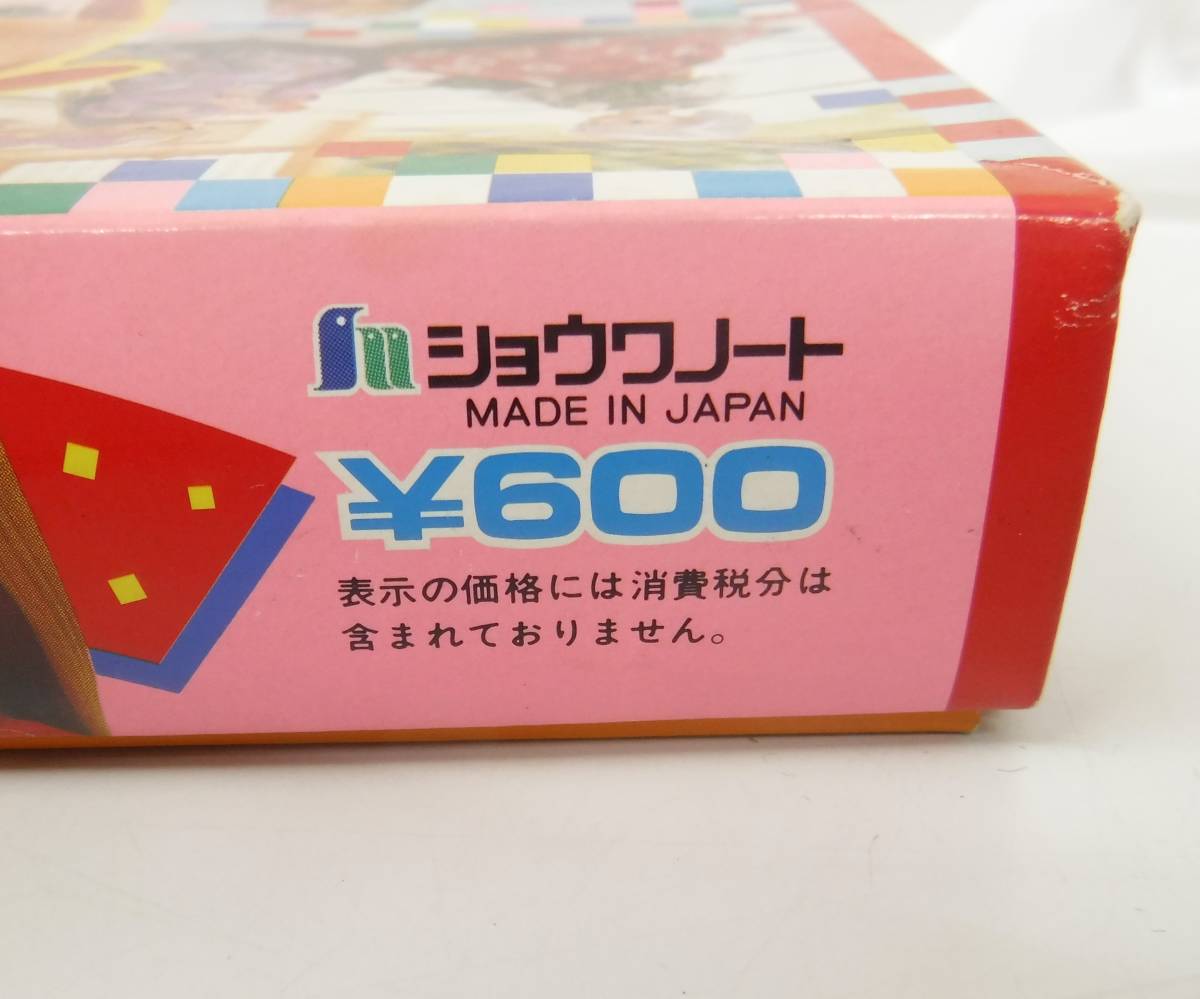 ショウワノート
MADE IN JAPAN
¥600
表示の価格には消費税分は
含まれておりません。